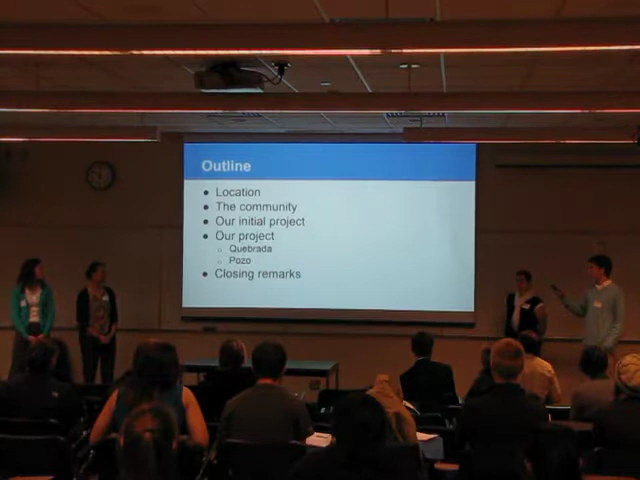 Outline
Location
The community
Our initial project
Our project
Quebrada
Pozo
Closing remarks